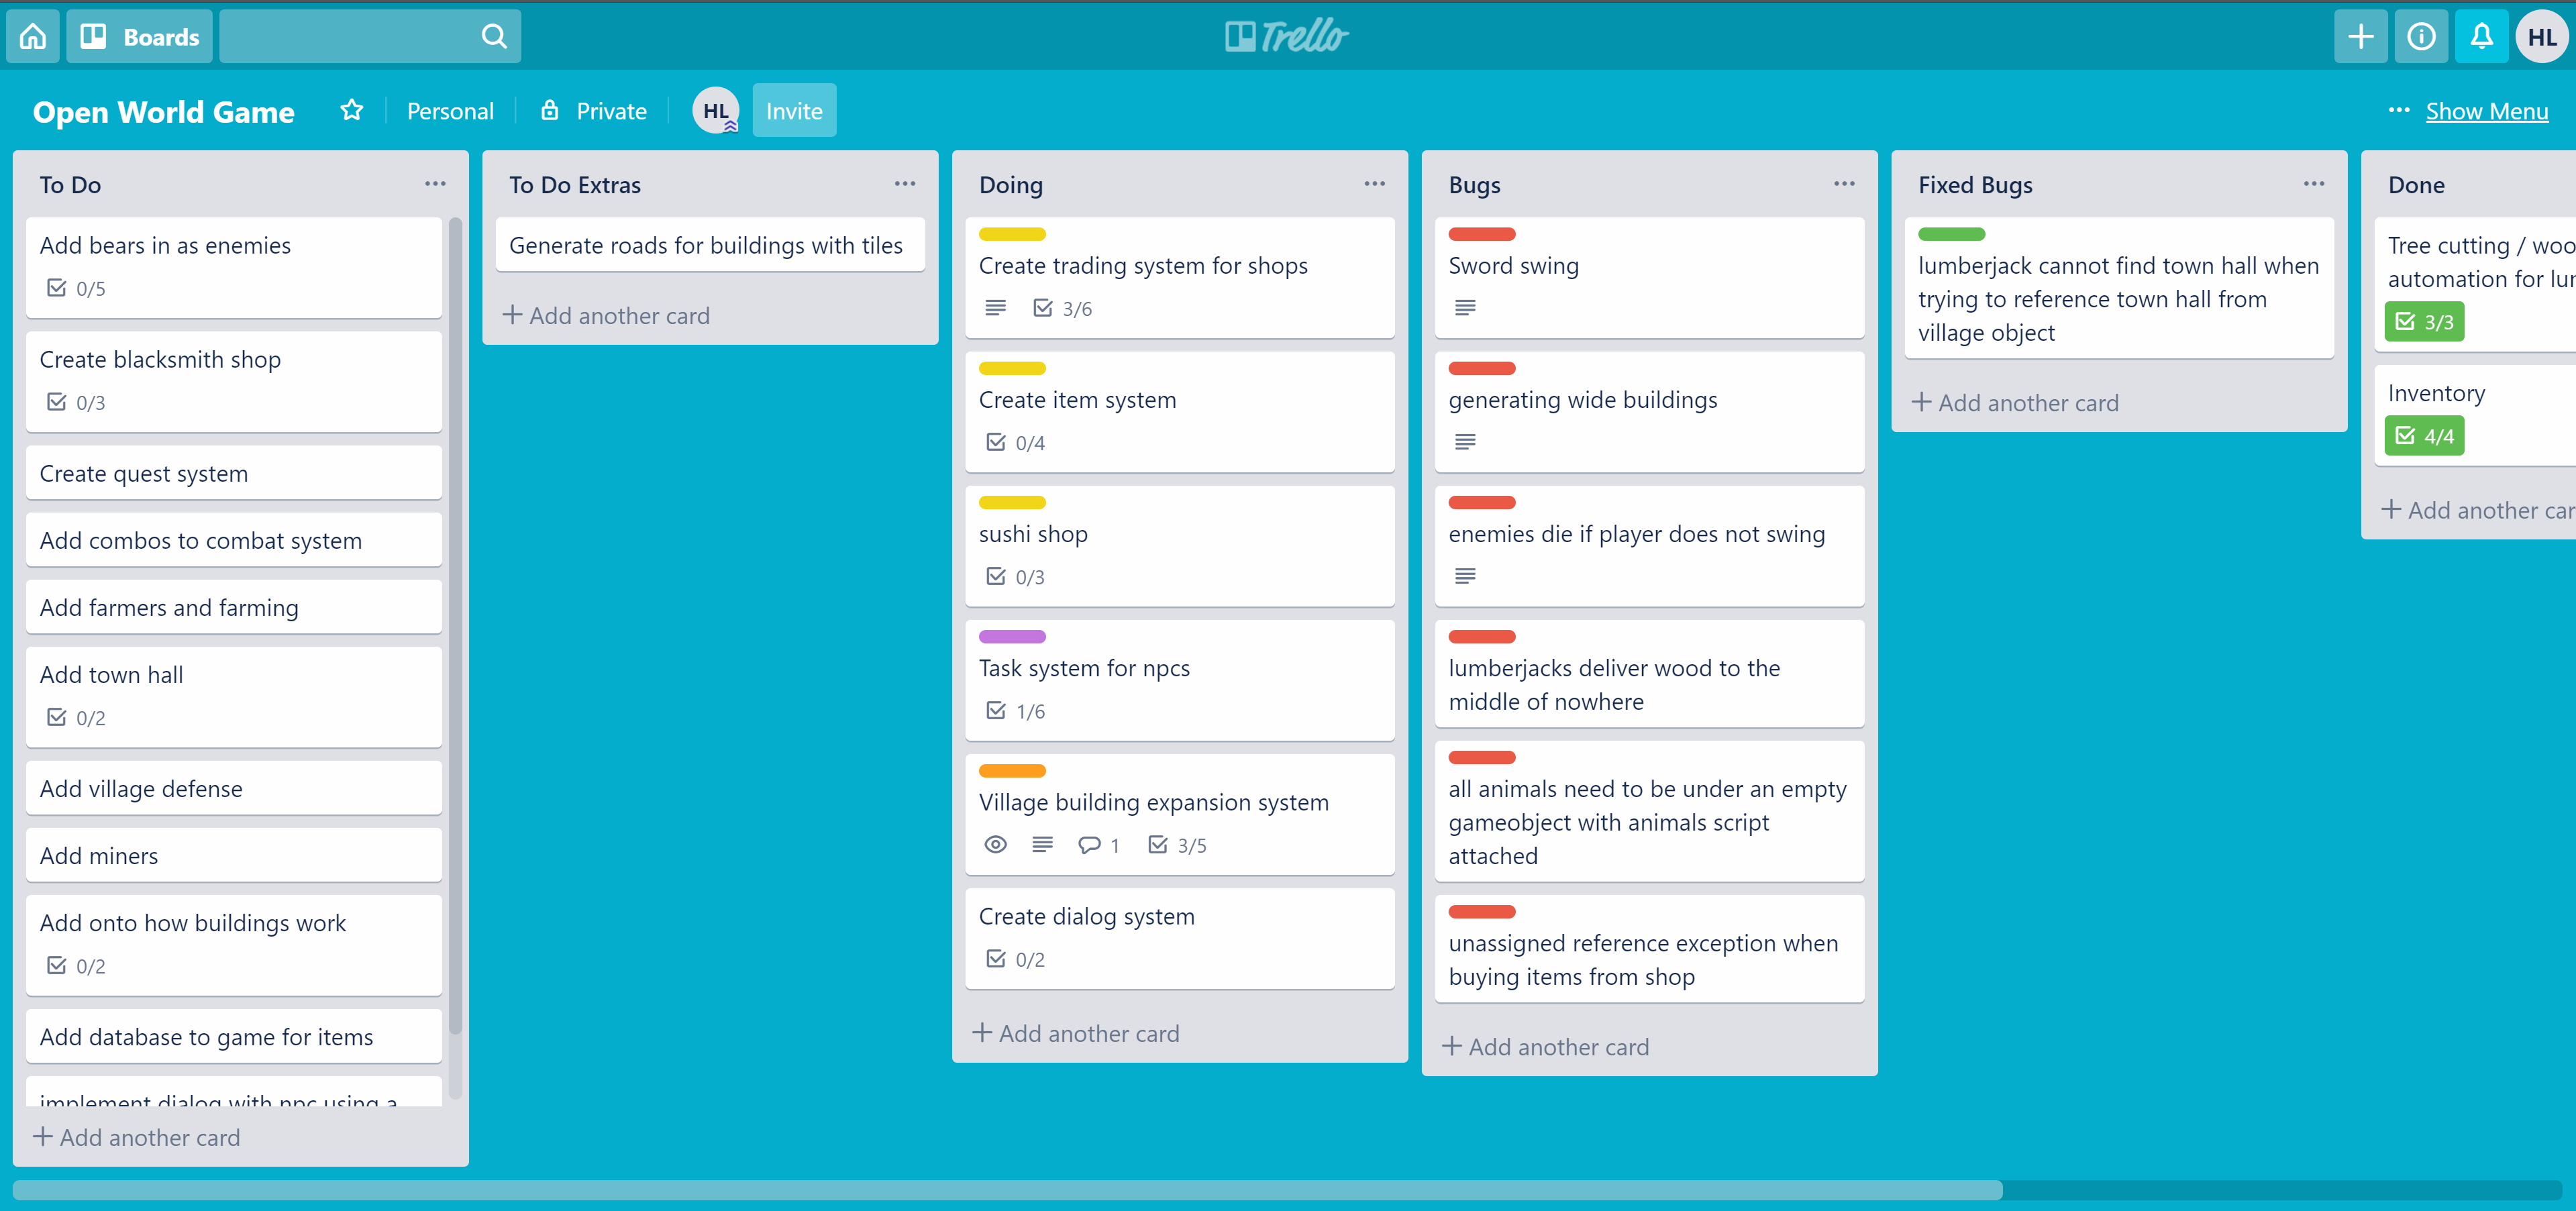 Boards
Trello
HL
Open World Game
Personal
Private
HL
Invite
... Show Menu
To Do
Add bears in as enemies
0/5
Create blacksmith shop
0/3
Create quest system
Add combos to combat system
Add farmers and farming
Add town hall
0/2
Add village defense
Add miners
Add onto how buildings work
0/2
Add database to game for items
implement dialog with npc using a
+ Add another card
To Do Extras
Generate roads for buildings with tiles
+ Add another card
Doing
Create trading system for shops
3/6
Create item system
0/4
sushi shop
0/3
Task system for npcs
1/6
Village building expansion system
1 3/5
Create dialog system
0/2
+ Add another card
Bugs
Sword swing
generating wide buildings
enemies die if player does not swing
lumberjacks deliver wood to the
middle of nowhere
all animals need to be under an empty
gameobject with animals script
attached
unassigned reference exception when
buying items from shop
+ Add another card
Fixed Bugs
lumberjack cannot find town hall when
trying to reference town hall from
village object
+ Add another card
Done
Tree cutting /
automation for
3/3
Inventory
4/4
+ Add another